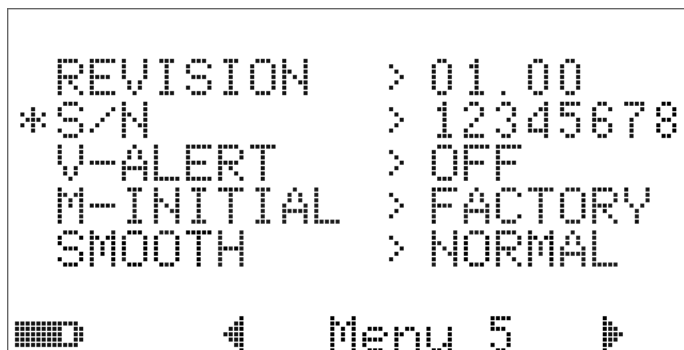 REVISION > 01.00
*S/N > 12345678
V-ALERT > OFF
M-INITIAL > FACTORY
SMOOTH > NORMAL
Menu 5